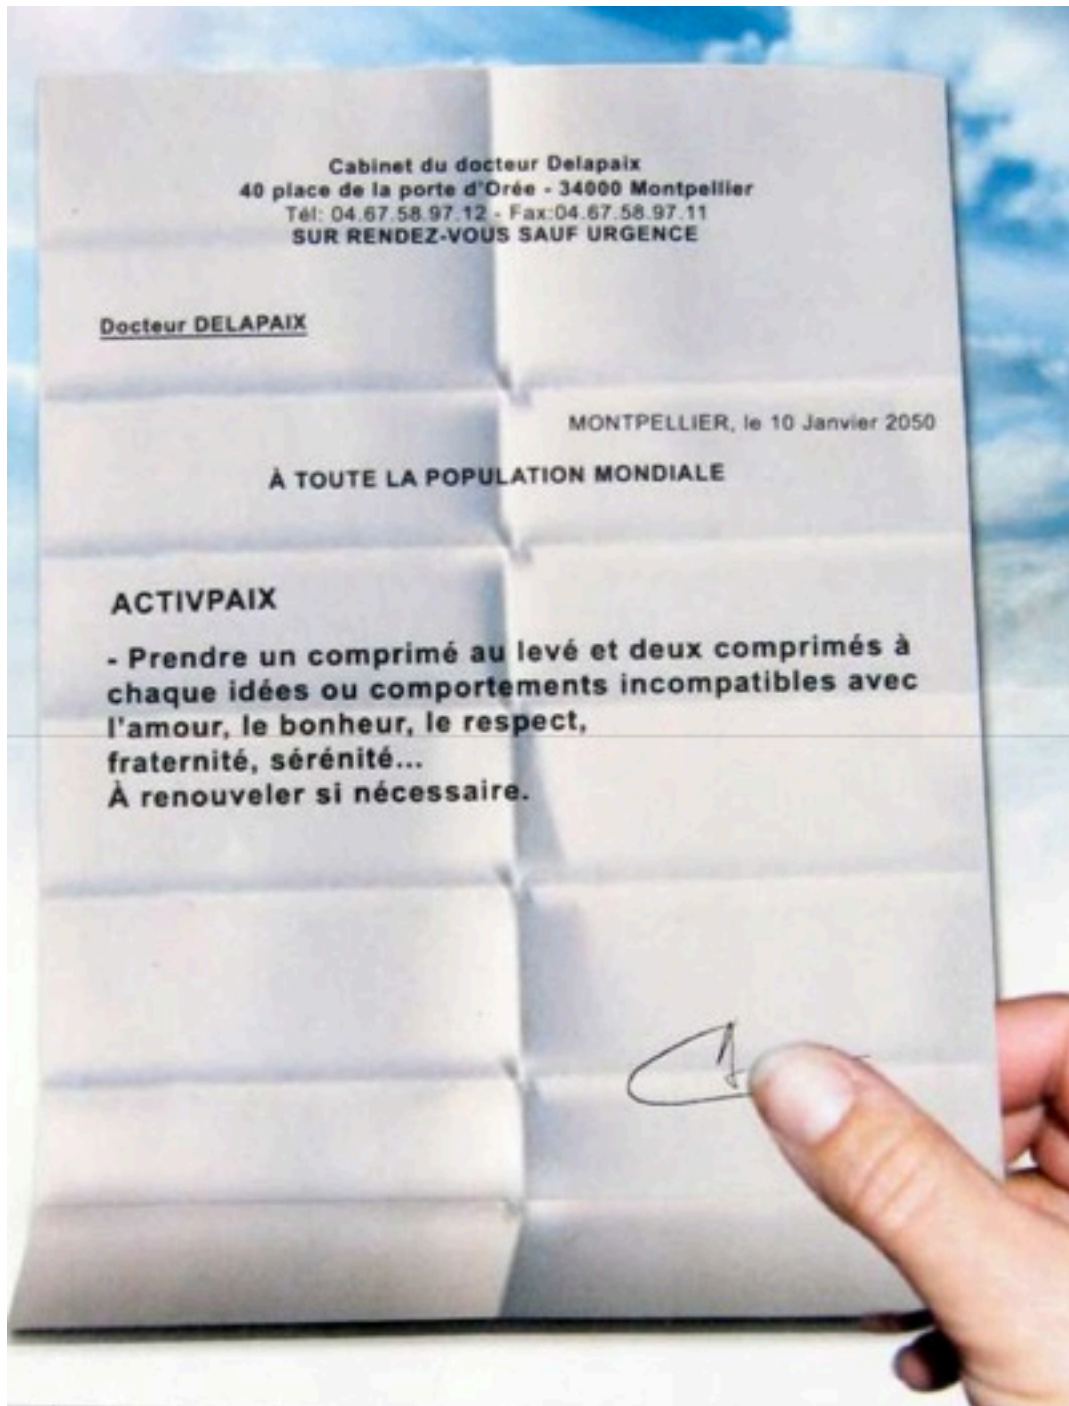 Cabinet du docteur Delapaix
40 place de la porte d'Orée - 34000 Montpellier
Tél: 04.67.58.97.12 - Fax:04.67.58.97.11
SUR RENDEZ-VOUS SAUF URGENCE
Docteur DELAPAIX
MONTPELLIER, le 10 Janvier 2050
À TOUTE LA POPULATION MONDIALE
ACTIVPAIX
- Prendre un comprimé au levé et deux comprimés à
chaque idées ou comportements incompatibles avec
l'amour, le bonheur, le respect,
fraternité, sérénité...
À renouveler si nécessaire.